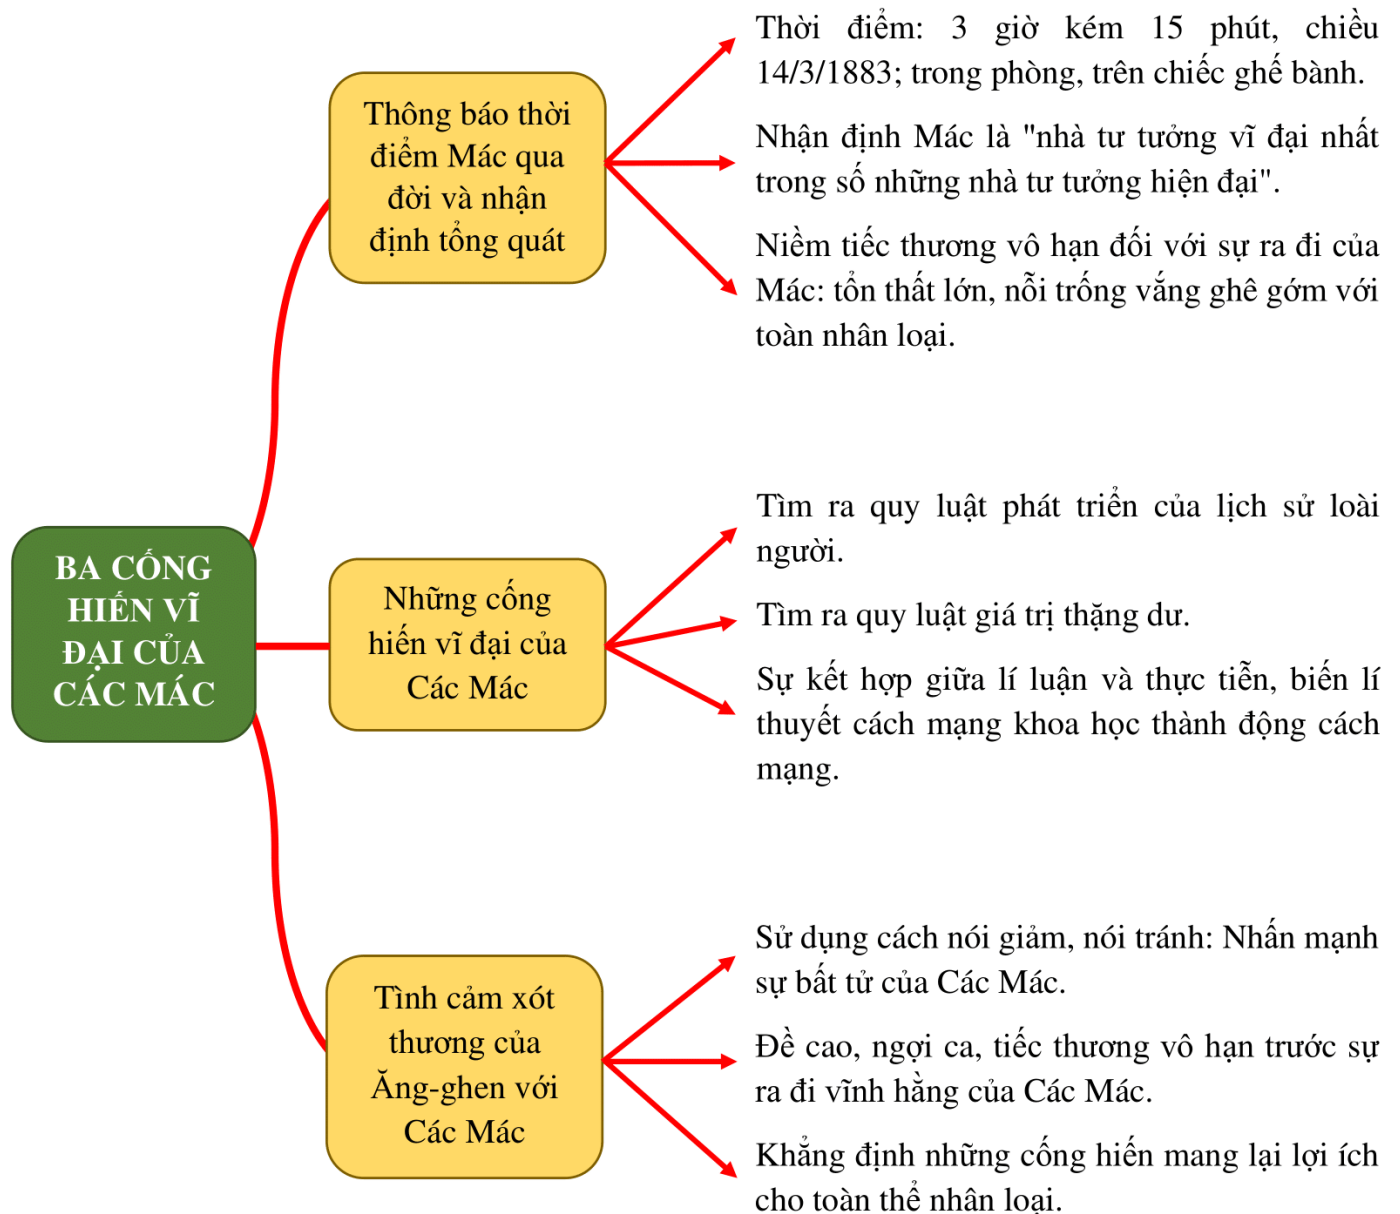 BA CỐNG
HIẾN VĨ
ĐẠI CỦA
CÁC MÁC
Thông báo thời
điểm Mác qua
đời và nhận
định tổng quát
Thời điểm: 3 giờ kém 15 phút, chiều
14/3/1883; trong phòng, trên chiếc ghế bành.
Nhận định Mác là "nhà tư tưởng vĩ đại nhất
trong số những nhà tư tưởng hiện đại".
Niềm tiếc thương vô hạn đối với sự ra đi của
Mác: tổn thất lớn, nỗi trống vắng ghê gớm với
toàn nhân loại.
Những cống
hiến vĩ đại của
Các Mác
Tìm ra quy luật phát triển của lịch sử loài
người.
Tìm ra quy luật giá trị thặng dư.
Sự kết hợp giữa lí luận và thực tiễn, biến lí
thuyết cách mạng khoa học thành động cách
mạng.
Tình cảm xót
thương của
Ăng-ghen với
Các Mác
Sử dụng cách nói giảm, nói tránh: Nhấn mạnh
sự bất tử của Các Mác.
Đề cao, ngợi ca, tiếc thương vô hạn trước sự
ra đi vĩnh hằng của Các Mác.
Khẳng định những cống hiến mang lại lợi ích
cho toàn thể nhân loại.